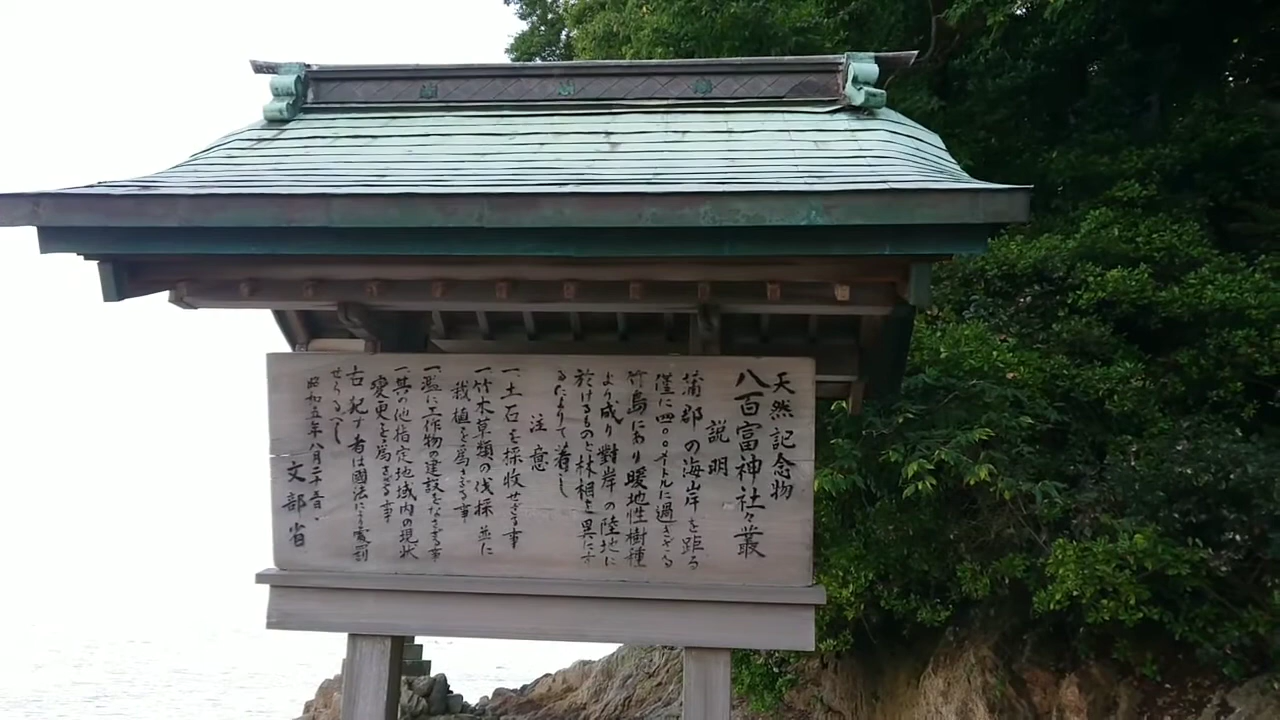 天然記念物
八百富神社々叢
説明
蒲郡の海岸を距る
僅に四〇〇メートルに過ぎざる
竹島にあり暖地性樹種
より成り對岸の陸地に
於けるものと林相を異にす
るによりて著し
注意
一土石を採收せざる事
一竹木草類の伐採並に
栽植を爲さざる事
一濫に工作物の建設をなさざる事
一其の他指定地域内の現状
変更を爲さざる事
右記す者は國法により處罰
せらるべし
昭和五年八月二十五日
文部省